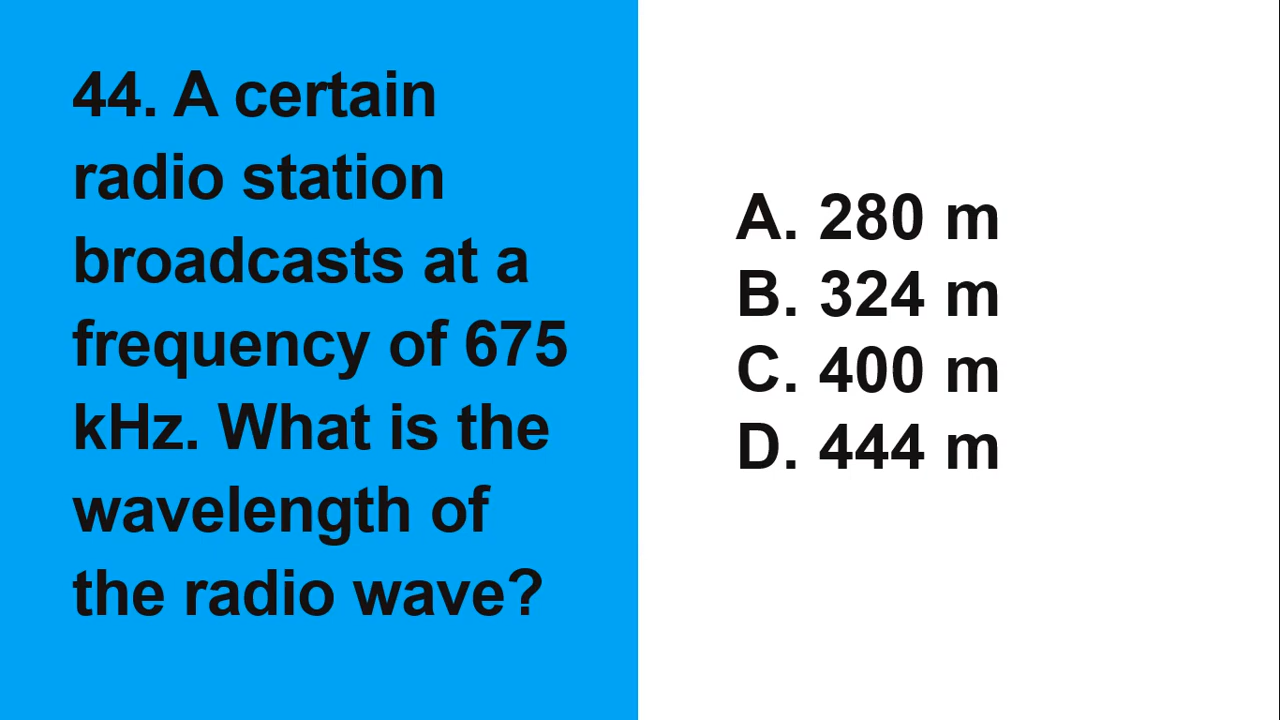 44. A certain
radio station
broadcasts at a
frequency of 675
kHz. What is the
wavelength of
the radio wave?
A. 280 m
B. 324 m
C. 400 m
D. 444 m